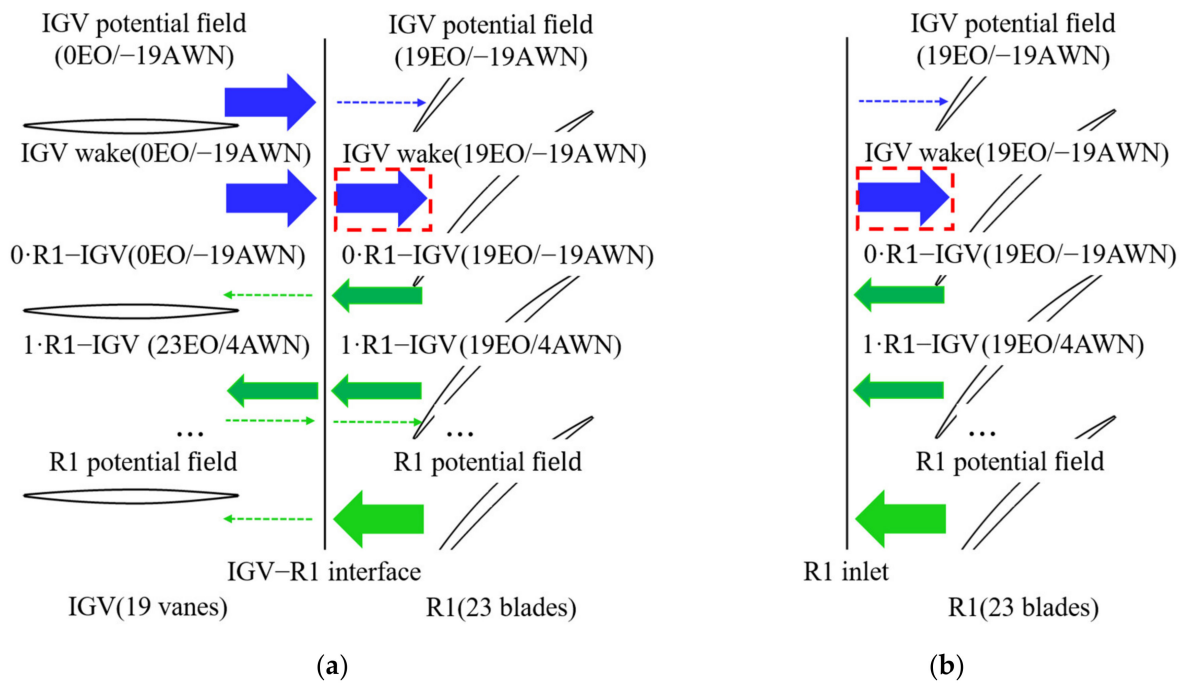 IGV potential field
(0EO/−19AWN)
IGV wake(0EO/−19AWN)
0·R1−IGV(0EO/−19AWN)
1·R1−IGV (23EO/4AWN)
...
R1 potential field
IGV potential field
(19EO/−19AWN)
IGV wake(19EO/−19AWN)
0·R1−IGV(19EO/−19AWN)
1·R1−IGV(19EO/4AWN)
...
R1 potential field
IGV−R1 interface
IGV(19 vanes)
R1(23 blades)
(a)
IGV potential field
(19EO/−19AWN)
IGV wake(19EO/−19AWN)
0·R1−IGV(19EO/−19AWN)
1·R1−IGV(19EO/4AWN)
...
R1 potential field
R1 inlet
R1(23 blades)
(b)